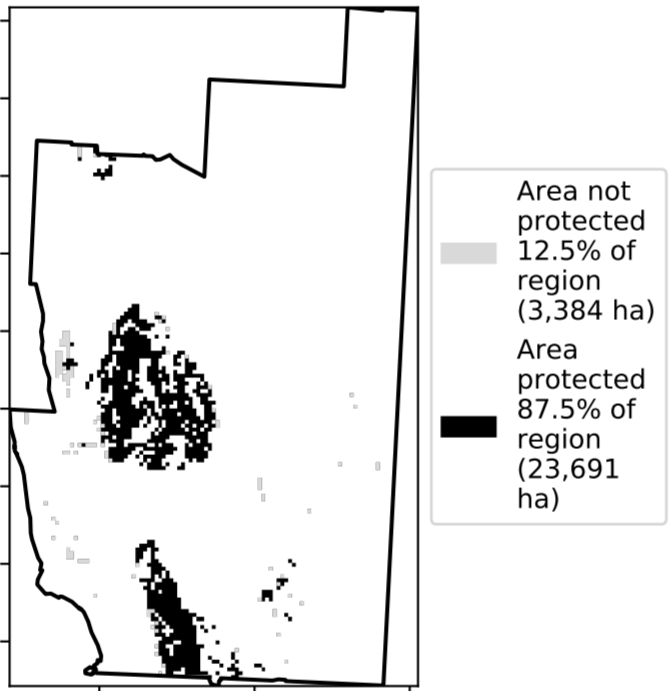 Area not
protected
12.5% of
region
(3,384 ha)
Area
protected
87.5% of
region
(23,691
ha)